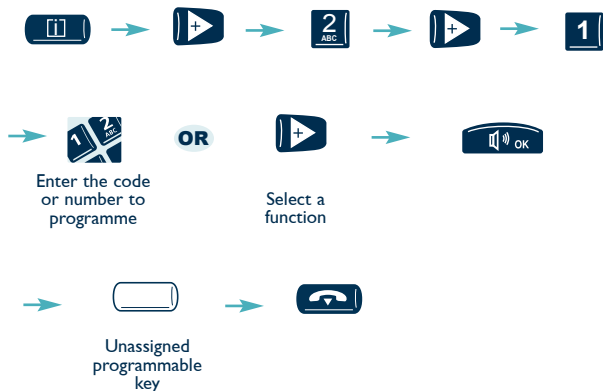 i + 2 ABC + 1
1 2 ABC OR + OK
Enter the code
or number to
programme
Select a
function
Unassigned
programmable
key